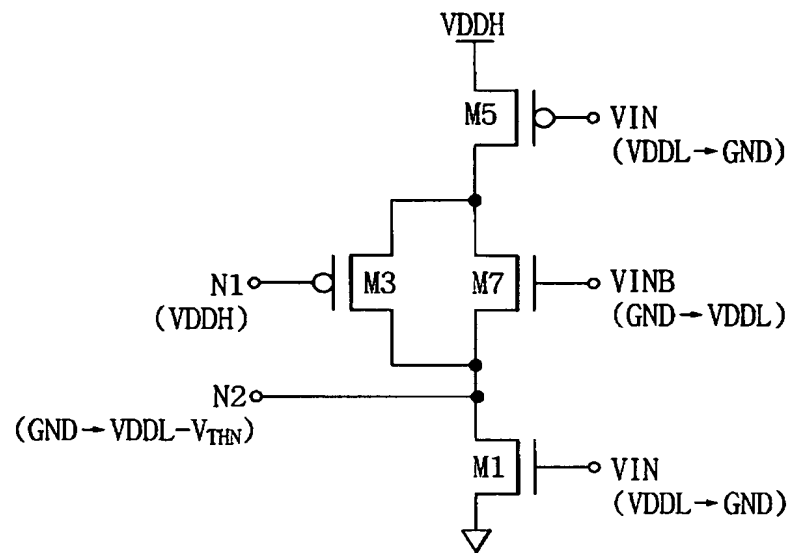 VDDH
M5
VIN
(VDDL→GND)
N1
(VDDH)
M3
M7
VINB
(GND→VDDL)
N2
(GND→VDDL-VTHN)
M1
VIN
(VDDL→GND)